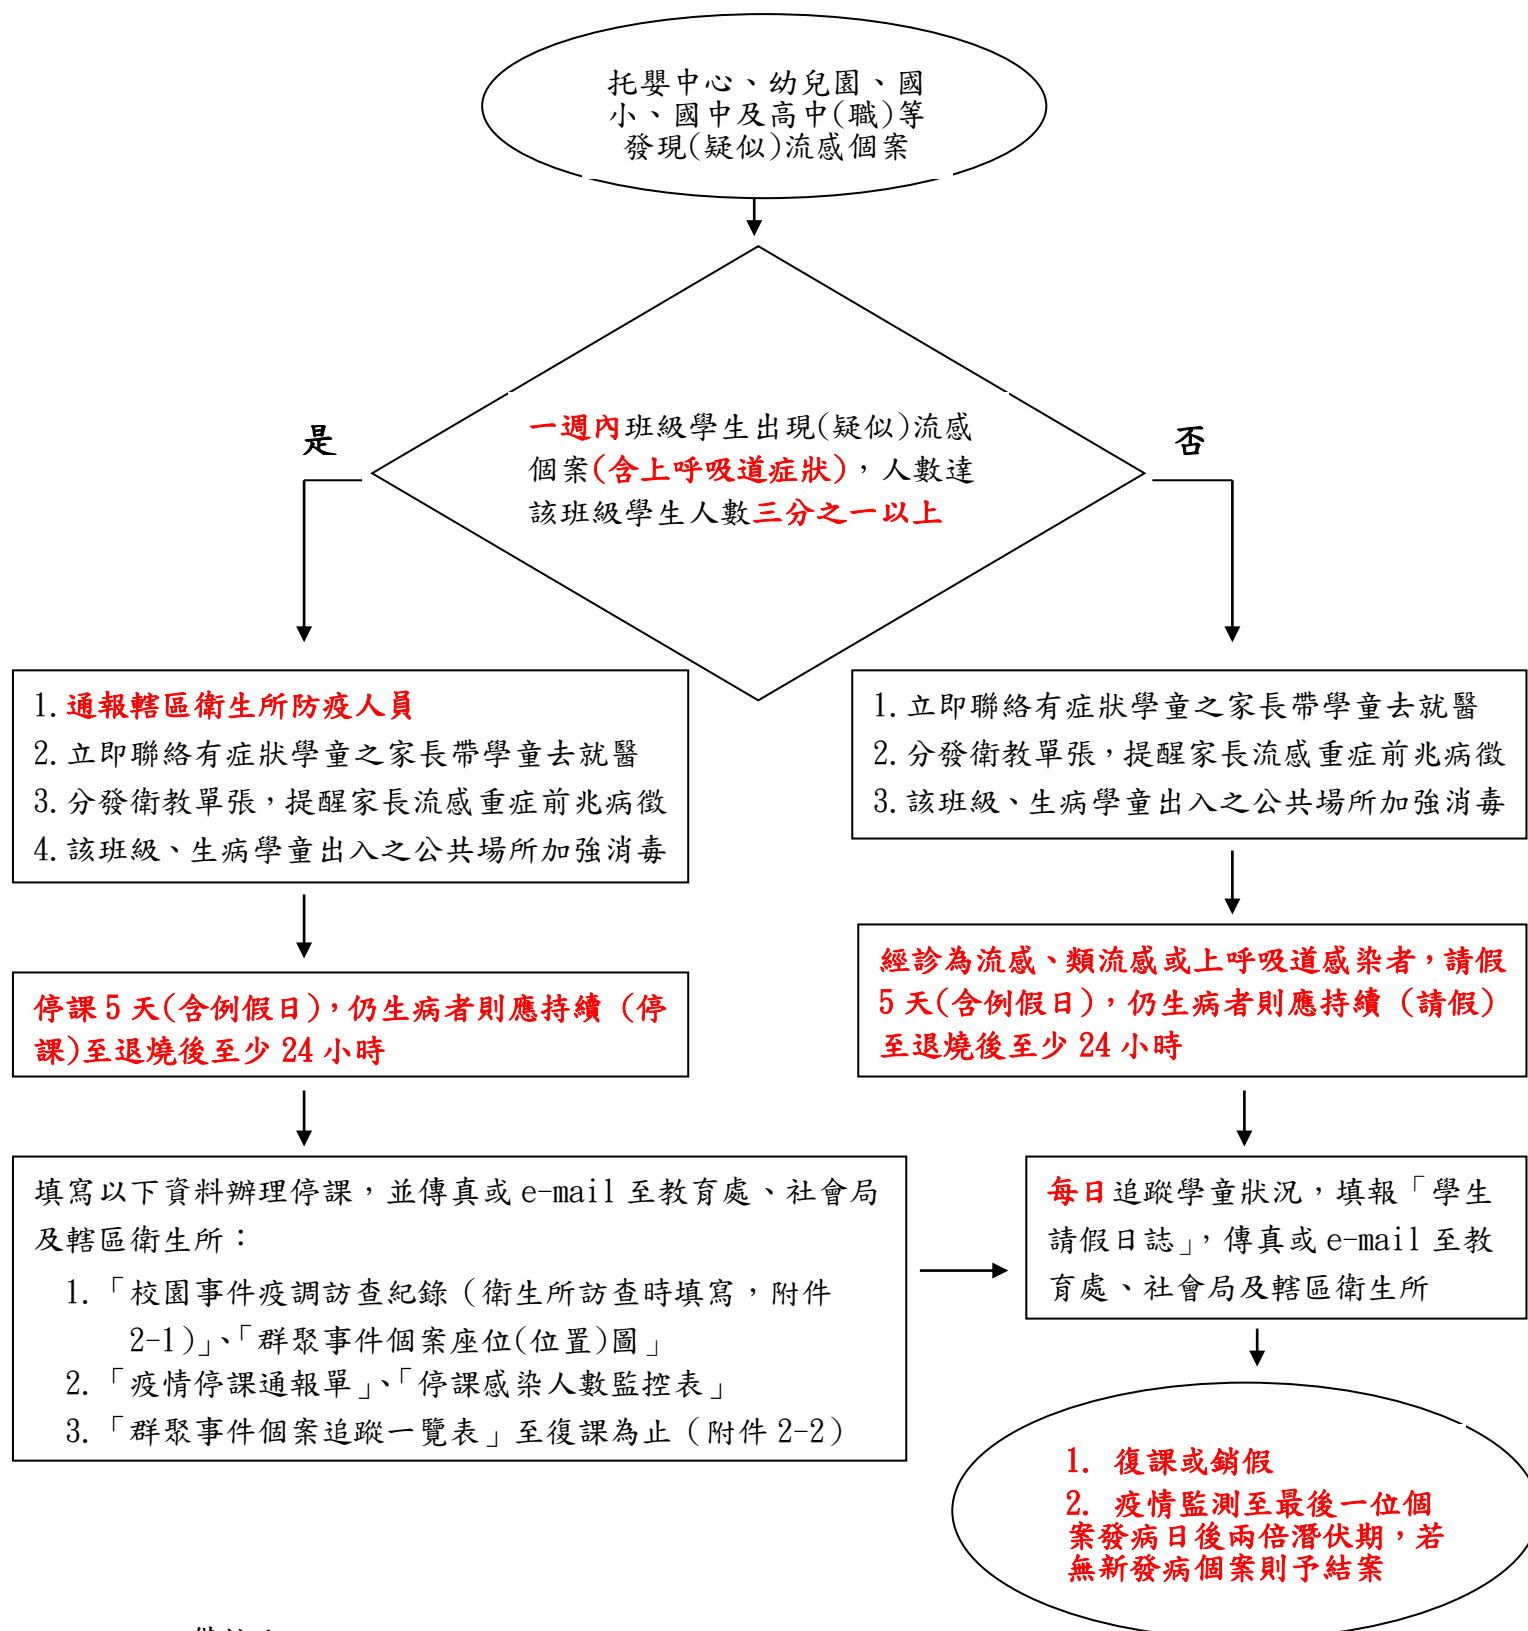 托嬰中心、幼兒園、國
小、國中及高中(職)等
發現(疑似)流感個案
一週內班級學生出現(疑似)流感
個案(含上呼吸道症狀)，人數達
該班級學生人數三分之一以上
是
否
1.通報轄區衛生所防疫人員
2.立即聯絡有症狀學童之家長帶學童去就醫
3.分發衛教單張，提醒家長流感重症前兆病徵
4.該班級、生病學童出入之公共場所加強消毒
1.立即聯絡有症狀學童之家長帶學童去就醫
2.分發衛教單張，提醒家長流感重症前兆病徵
3.該班級、生病學童出入之公共場所加強消毒
停課5天(含例假日)，仍生病者則應持續（停
課)至退燒後至少24小時
經診為流感、類流感或上呼吸道感染者，請假
5天(含例假日)，仍生病者則應持續（請假）
至退燒後至少24小時
填寫以下資料辦理停課，並傳真或e-mail至教育處、社會局
及轄區衛生所：
1.「校園事件疫調訪查紀錄（衛生所訪查時填寫，附件
2-1)」、「群聚事件個案座位(位置)圖」
2.「疫情停課通報單」、「停課感染人數監控表」
3.「群聚事件個案追蹤一覽表」至復課為止（附件2-2）
每日追蹤學童狀況，填報「學生
請假日誌」，傳真或e-mail至教
育處、社會局及轄區衛生所
1. 復課或銷假
2. 疫情監測至最後一位個
案發病日後兩倍潛伏期，若
無新發病個案則予結案